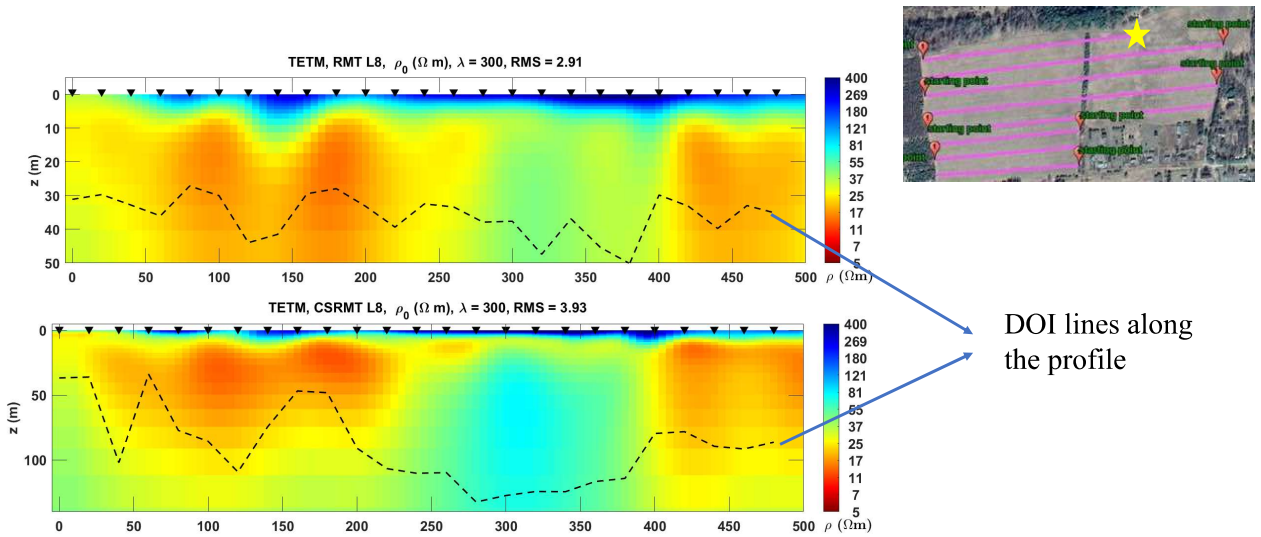 TETM, RMT L8, ρ0 (Ω m), λ = 300, RMS = 2.91
z (m)
0
10
20
30
40
50
0 50 100 150 200 250 300 350 400 450 500
400
269
180
121
81
55
37
25
17
11
7
5
ρ (Ωm)
TETM, CSRMT L8, ρ0 (Ω m), λ = 300, RMS = 3.93
z (m)
0
50
100
0 50 100 150 200 250 300 350 400 450 500
400
269
180
121
81
55
37
25
17
11
7
5
ρ (Ωm)
starting point
starting point
starting point
starting point
starting point
starting point
point
DOI lines along
the profile